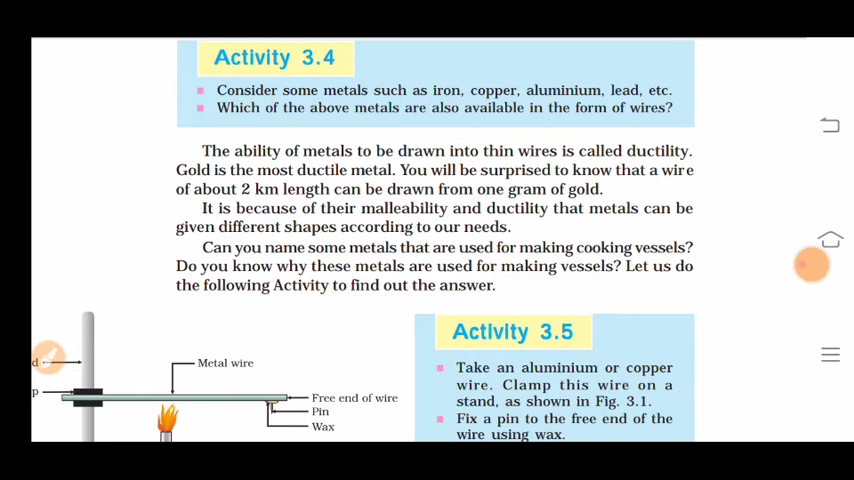 Activity 3.4
Consider some metals such as iron, copper, aluminium, lead, etc.
Which of the above metals are also available in the form of wires?
The ability of metals to be drawn into thin wires is called ductility.
Gold is the most ductile metal. You will be surprised to know that a wire
of about 2 km length can be drawn from one gram of gold.
It is because of their malleability and ductility that metals can be
given different shapes according to our needs.
Can you name some metals that are used for making cooking vessels?
Do you know why these metals are used for making vessels? Let us do
the following Activity to find out the answer.
d
p
Metal wire
Free end of wire
Pin
Wax
Activity 3.5
Take an aluminium or copper
wire. Clamp this wire on a
stand, as shown in Fig. 3.1.
Fix a pin to the free end of the
wire using wax.